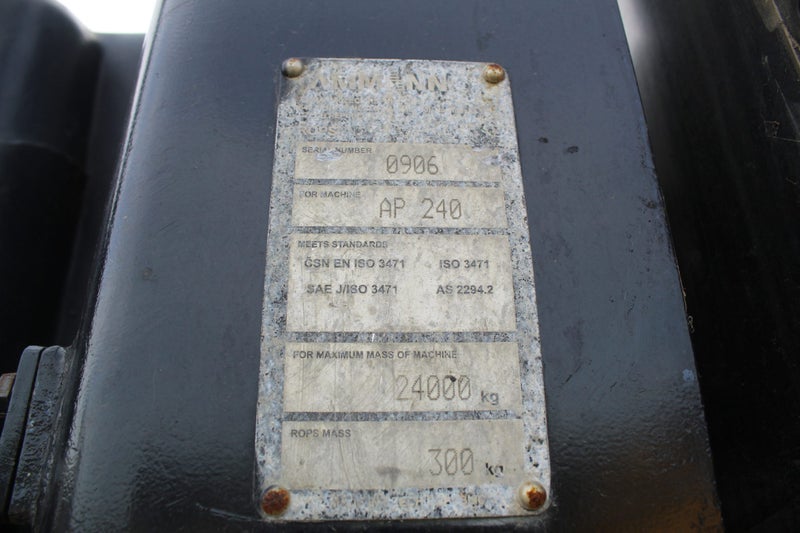 AMMANN
SERIAL NUMBER 0906
FOR MACHINE AP 240
MEETS STANDARDS
CSN EN ISO 3471 ISO 3471
SAE J/ISO 3471 AS 2294.2
FOR MAXIMUM MASS OF MACHINE
24000 kg
ROPS MASS
300 kg